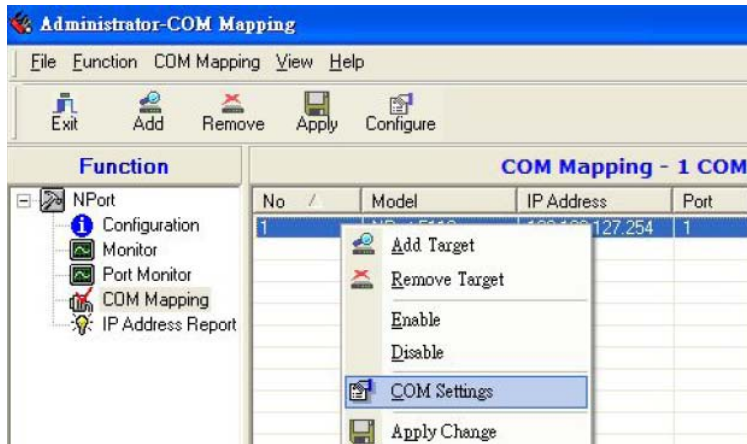 Administrator-COM Mapping
File Function COM Mapping View Help
Exit Add Remove Apply Configure
Function
COM Mapping - 1 COM
NPort
Configuration
Monitor
Port Monitor
COM Mapping
IP Address Report
No Model IP Address Port
1 127.254 1
Add Target
Remove Target
Enable
Disable
COM Settings
Apply Change